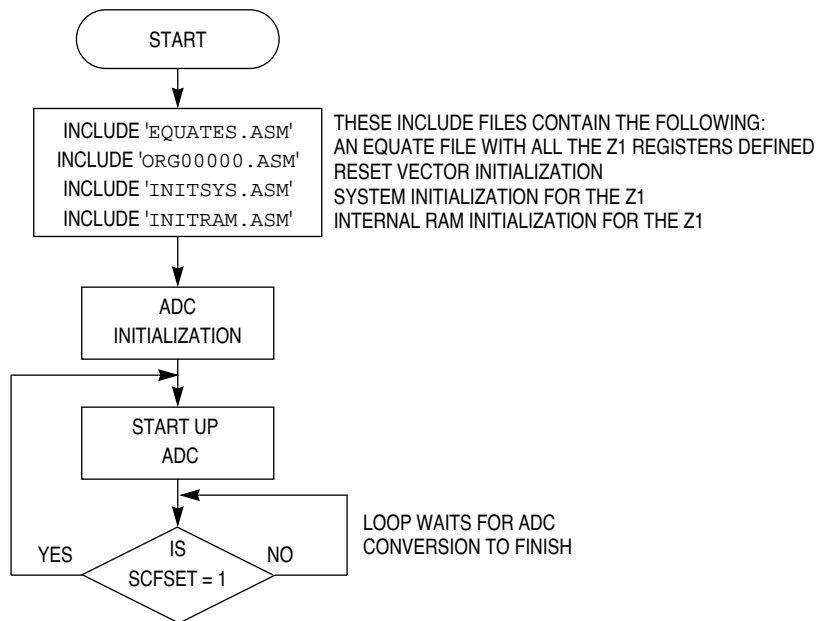 START
INCLUDE 'EQUATES.ASM'
INCLUDE 'ORG00000.ASM'
INCLUDE 'INITSYS.ASM'
INCLUDE 'INITRAM.ASM'
THESE INCLUDE FILES CONTAIN THE FOLLOWING:
AN EQUATE FILE WITH ALL THE Z1 REGISTERS DEFINED
RESET VECTOR INITIALIZATION
SYSTEM INITIALIZATION FOR THE Z1
INTERNAL RAM INITIALIZATION FOR THE Z1
ADC
INITIALIZATION
START UP
ADC
YES
IS
SCFSET = 1
NO
LOOP WAITS FOR ADC
CONVERSION TO FINISH